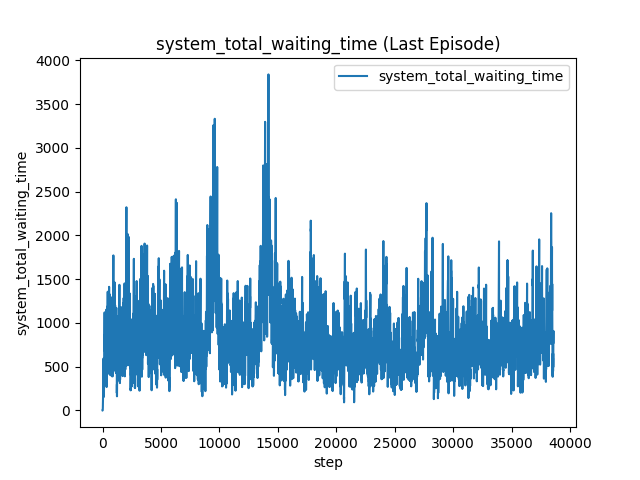 system_total_waiting_time (Last Episode)
system_total_waiting_time
system_total_waiting_time
4000
3500
3000
2500
2000
1500
1000
500
0
0 5000 10000 15000 20000 25000 30000 35000 40000
step